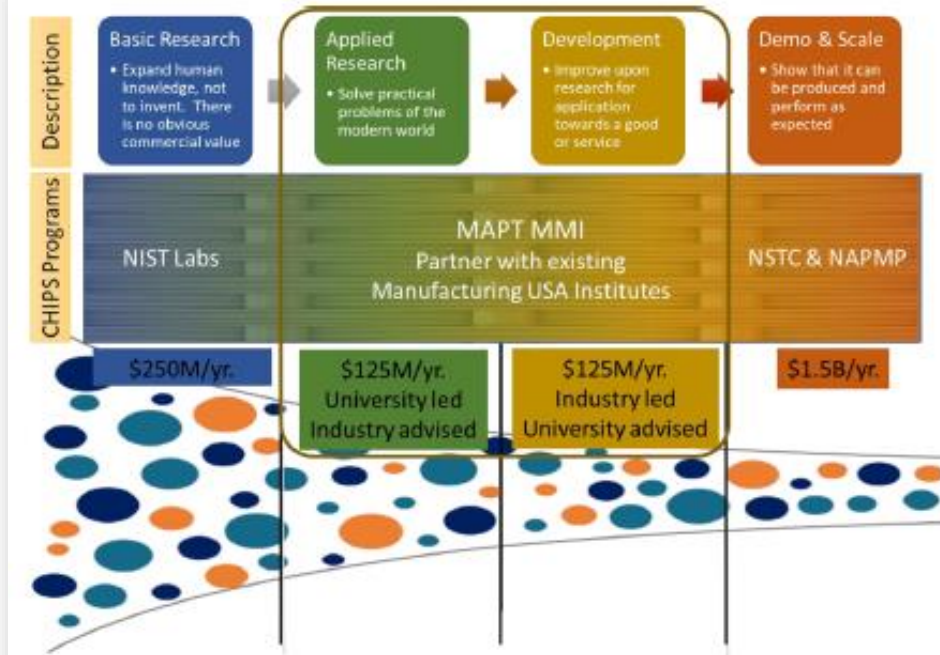 Description
Basic Research
• Expand human
knowledge, not
to invent. There
is no obvious
commercial value
Applied
Research
• Solve practical
problems of the
modern world
Development
• Improve upon
research for
application
towards a good
or service
Demo & Scale
• Show that it can
be produced and
perform as
expected
CHIPS Programs
NIST Labs
MAPT MMI
Partner with existing
Manufacturing USA Institutes
NSTC & NAPMP
$250M/yr.
$125M/yr.
University led
Industry advised
$125M/yr.
Industry led
University advised
$1.5B/yr.